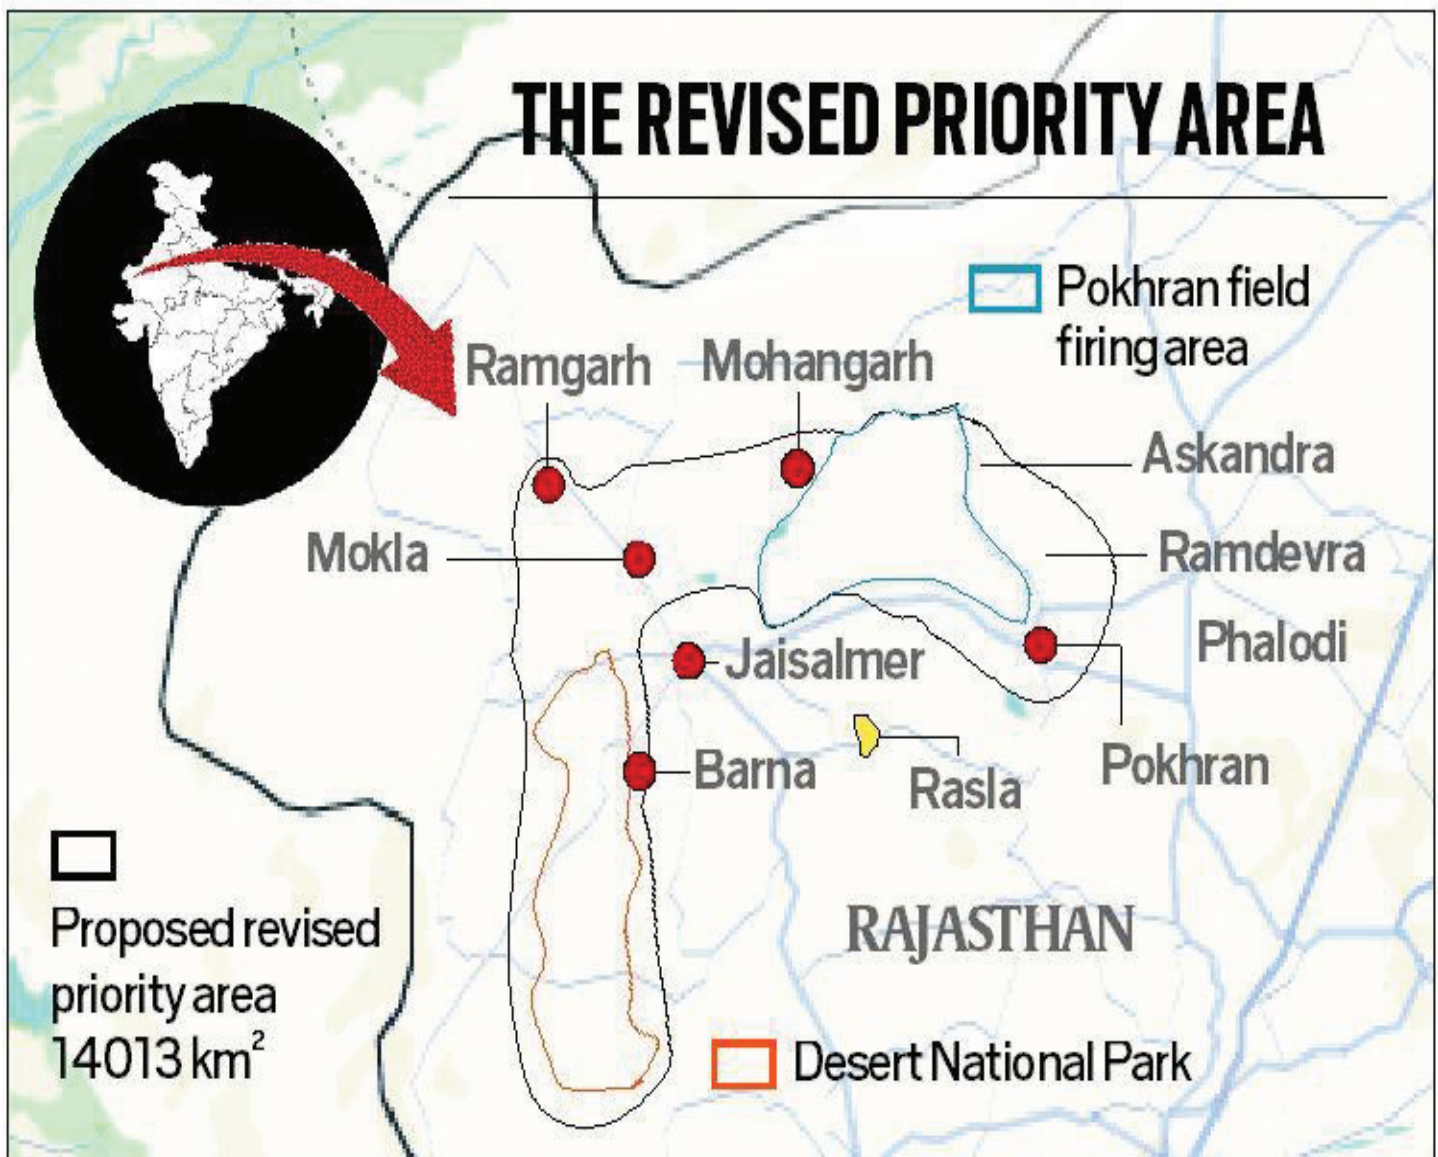 THE REVISED PRIORITY AREA
Pokhran field
firing area
Ramgarh
Mohangarh
Askandra
Mokla
Ramdevra
Phalodi
Jaisalmer
Barna
Rasla
Pokhran
Proposed revised
priority area
14013 km²
RAJASTHAN
Desert National Park